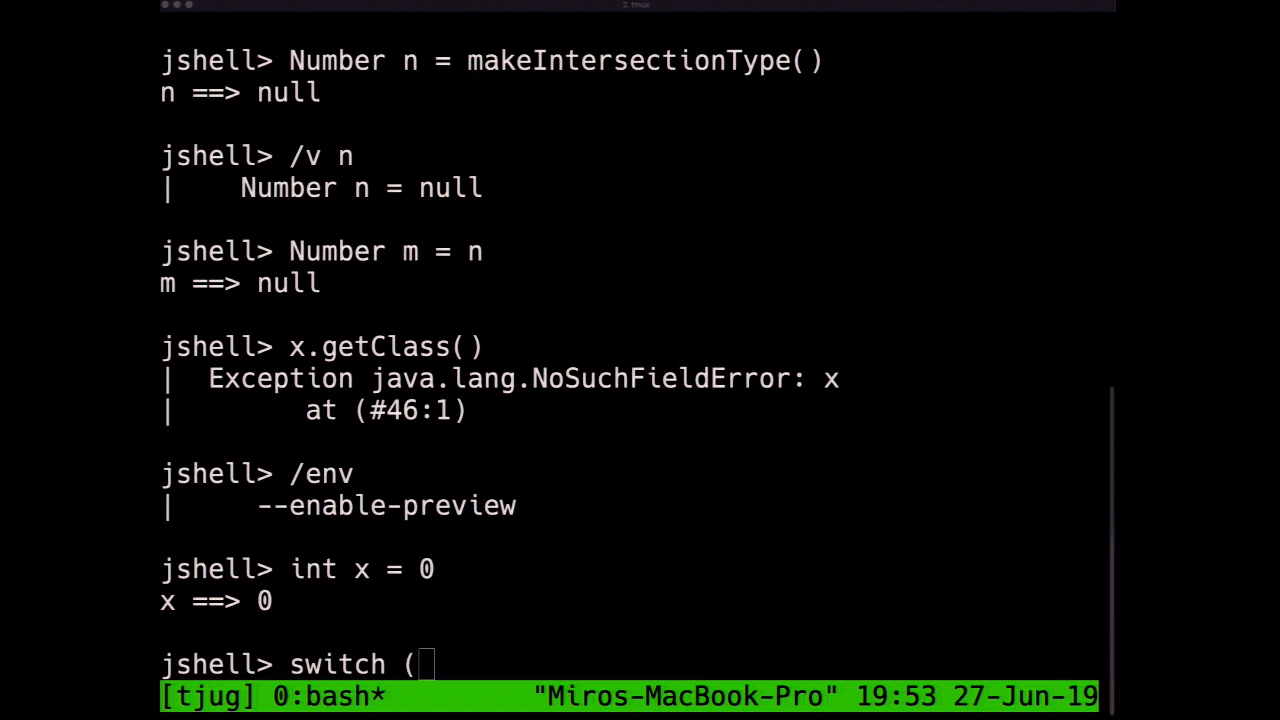 2. tmux
jshell> Number n = makeIntersectionType()
n ==> null
jshell> /v n
|    Number n = null
jshell> Number m = n
m ==> null
jshell> x.getClass()
|  Exception java.lang.NoSuchFieldError: x
|        at (#46:1)
jshell> /env
|     --enable-preview
jshell> int x = 0
x ==> 0
jshell> switch (
[tjug] 0:bash* "Miros-MacBook-Pro" 19:53 27-Jun-19